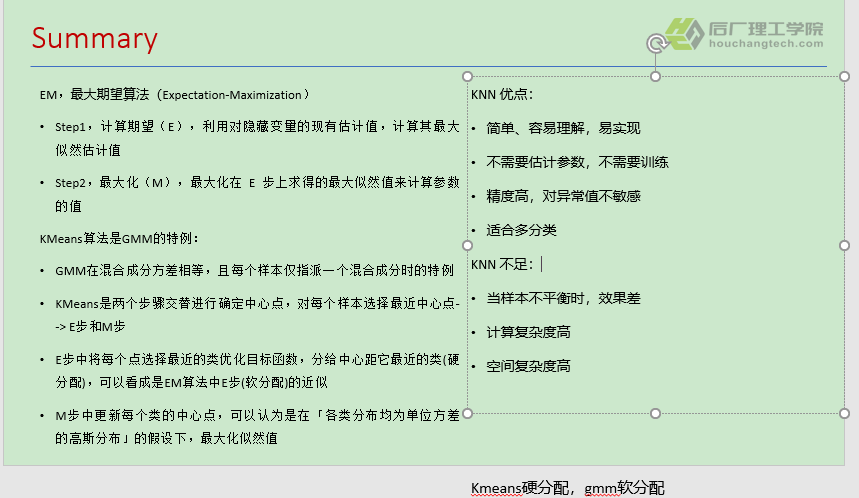 Summary
后厂理工学院
houchangtech.com
EM，最大期望算法（Expectation-Maximization）
• Step1，计算期望（E），利用对隐藏变量的现有估计值，计算其最大
似然估计值
• Step2，最大化（M），最大化在 E 步上求得的最大似然值来计算参数
的值
KMeans算法是GMM的特例：
• GMM在混合成分方差相等，且每个样本仅指派一个混合成分时的特例
• KMeans是两个步骤交替进行确定中心点，对每个样本选择最近中心点-
-> E步和M步
• E步中将每个点选择最近的类优化目标函数，分给中心距它最近的类(硬
分配)，可以看成是EM算法中E步(软分配)的近似
• M步中更新每个类的中心点，可以认为是在「各类分布均为单位方差
的高斯分布」的假设下，最大化似然值
KNN 优点：
• 简单、容易理解，易实现
• 不需要估计参数，不需要训练
• 精度高，对异常值不敏感
• 适合多分类
KNN 不足：
• 当样本不平衡时，效果差
• 计算复杂度高
• 空间复杂度高
Kmeans硬分配，gmm软分配